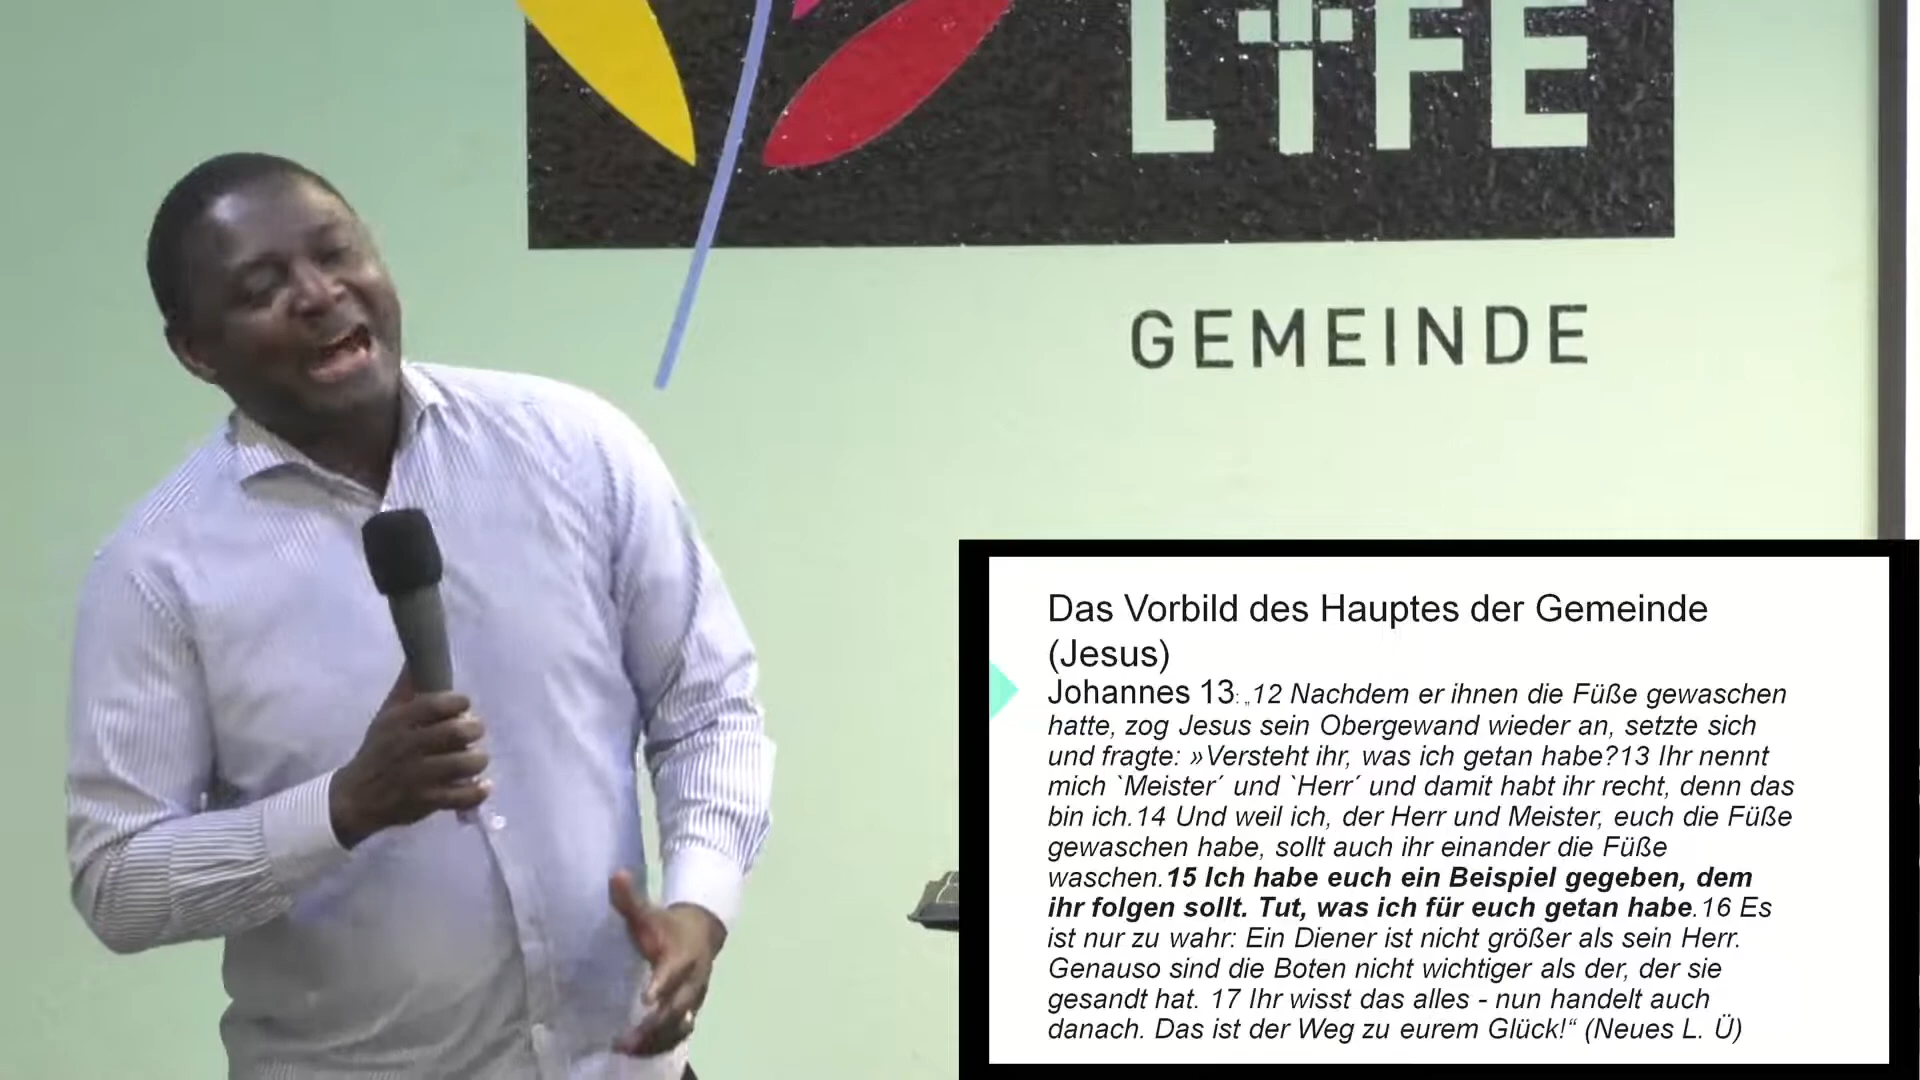 LiFE
GEMEINDE
Das Vorbild des Hauptes der Gemeinde
(Jesus)
Johannes 13: „12 Nachdem er ihnen die Füße gewaschen
hatte, zog Jesus sein Obergewand wieder an, setzte sich
und fragte: »Versteht ihr, was ich getan habe?13 Ihr nennt
mich `Meister´ und `Herr´ und damit habt ihr recht, denn das
bin ich.14 Und weil ich, der Herr und Meister, euch die Füße
gewaschen habe, sollt auch ihr einander die Füße
waschen.15 Ich habe euch ein Beispiel gegeben, dem
ihr folgen sollt. Tut, was ich für euch getan habe.16 Es
ist nur zu wahr: Ein Diener ist nicht größer als sein Herr.
Genauso sind die Boten nicht wichtiger als der, der sie
gesandt hat. 17 Ihr wisst das alles - nun handelt auch
danach. Das ist der Weg zu eurem Glück!“ (Neues L. Ü)